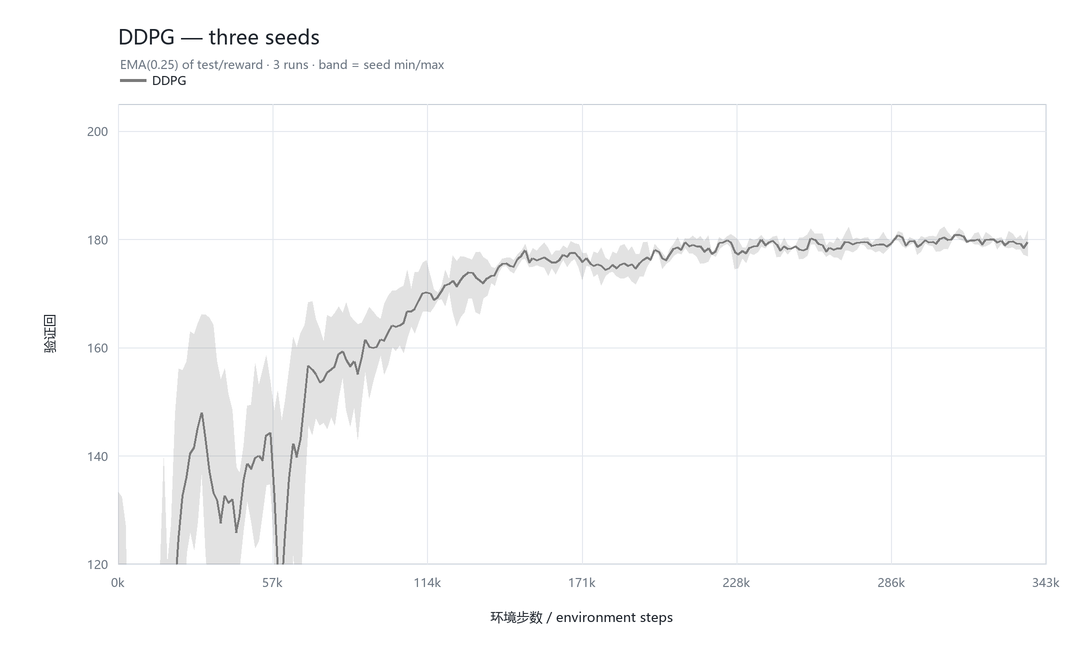 DDPG — three seeds
EMA(0.25) of test/reward · 3 runs · band = seed min/max
DDPG
200
180
160
140
120
验证回
0k 57k 114k 171k 228k 286k 343k
环境步数 / environment steps